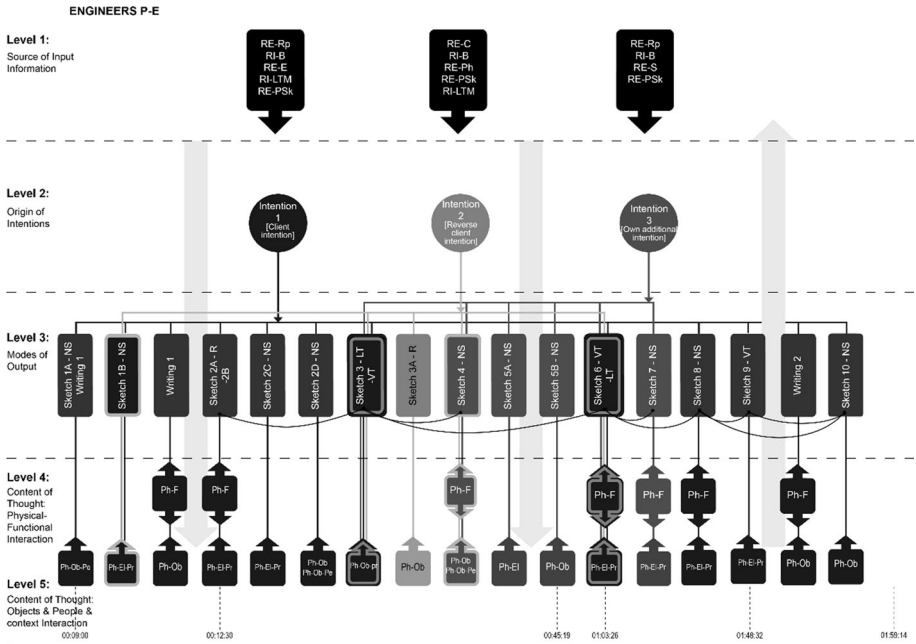 ENGINEERS P-E
Level 1:
Source of Input
Information
RE-Rp
RI-B
RE-E
RI-LTM
RE-PSk
RE-C
RI-B
RE-Ph
RE-PSk
RI-LTM
RE-Rp
RI-B
RE-S
RE-PSk
Level 2:
Origin of
Intentions
Intention
1
[Client
intention]
Intention
2
[Reverse
client
intention]
Intention
3
[Own additional
intention]
Level 3:
Modes of
Output
Sketch 1A - NS
Writing 1
Sketch 1B - NS
Writing 1
Sketch 2A - R
-2B
Sketch 2C - NS
Sketch 2D - NS
Sketch 3 - LT
-VT
Sketch 3A - R
Sketch 4 - NS
Sketch 5A - NS
Sketch 5B - NS
Sketch 6 - VT
-LT
Sketch 7 - NS
Sketch 8 - NS
Sketch 9 - VT
Writing 2
Sketch 10 - NS
Level 4:
Content of
Thought:
Physical-
Functional
Interaction
Ph-F
Ph-F
Ph-F
Ph-F
Ph-F
Ph-F
Ph-F
Level 5:
Content of Thought:
Objects & People &
context Interaction
Ph-Ob-Pe
Ph-El-Pr
Ph-Ob
Ph-El-Pr
Ph-El-Pr
Ph-Ob
Ph-Ob-Pe
Ph-Ob-pr
Ph-Ob
Ph-Ob
Ph-Ob-Pe
Ph-El
Ph-Ob
Ph-El-Pr
Ph-El-Pr
Ph-El-Pr
Ph-El-Pr
Ph-Ob
Ph-Ob
00:09:00
00:12:30
00:45:19
01:03:26
01:48:32
01:59:14